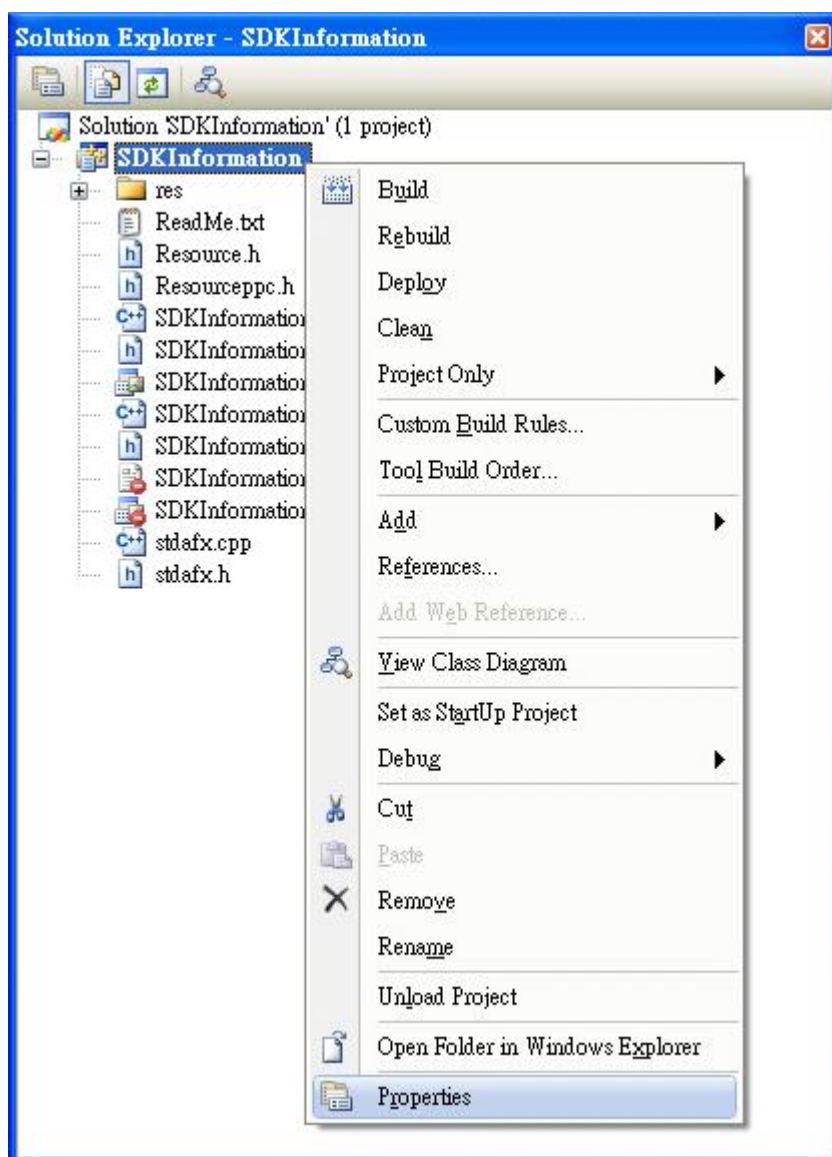 Solution Explorer - SDKInformation
Solution 'SDKInformation' (1 project)
SDKInformation
res
ReadMe.txt
Resource.h
Resourceppc.h
SDKInformation
SDKInformation
SDKInformation
SDKInformation
SDKInformation
SDKInformation
SDKInformation
stdafx.cpp
stdafx.h
Build
Rebuild
Deploy
Clean
Project Only
Custom Build Rules...
Tool Build Order...
Add
References...
Add Web Reference...
View Class Diagram
Set as StartUp Project
Debug
Cut
Paste
Remove
Rename
Unload Project
Open Folder in Windows Explorer
Properties